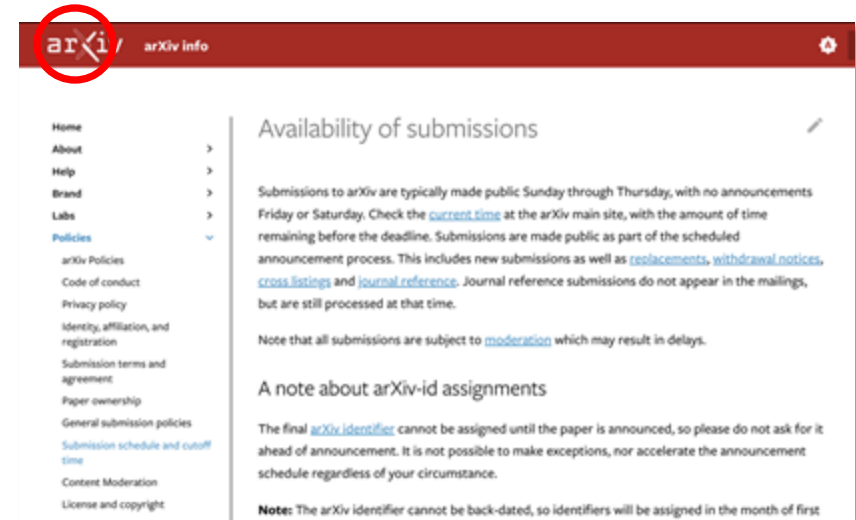 arXiv
arXiv info
Home
About
Help
Brand
Labs
Policies
arXiv Policies
Code of conduct
Privacy policy
Identity, affiliation, and
registration
Submission terms and
agreement
Paper ownership
General submission policies
Submission schedule and cutoff
time
Content Moderation
License and copyright
Availability of submissions
Submissions to arXiv are typically made public Sunday through Thursday, with no announcements
Friday or Saturday. Check the current time at the arXiv main site, with the amount of time
remaining before the deadline. Submissions are made public as part of the scheduled
announcement process. This includes new submissions as well as replacements, withdrawal notices,
cross listings and journal reference. Journal reference submissions do not appear in the mailings,
but are still processed at that time.
Note that all submissions are subject to moderation which may result in delays.
A note about arXiv-id assignments
The final arXiv identifier cannot be assigned until the paper is announced, so please do not ask for it
ahead of announcement. It is not possible to make exceptions, nor accelerate the announcement
schedule regardless of your circumstance.
Note: The arXiv identifier cannot be back-dated, so identifiers will be assigned in the month of first